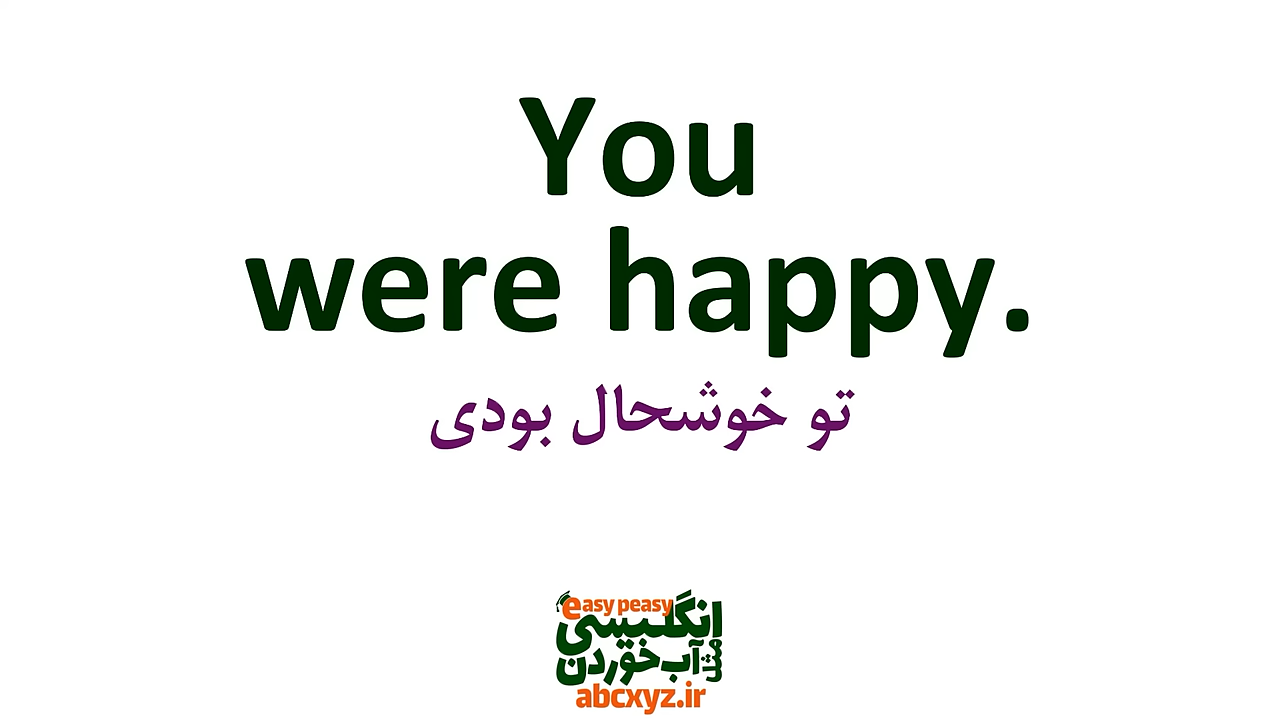 You
were happy.
تو خوشحال بودی
easy peasy
انگلیسی
مثل آب خوردن
abcxyz.ir